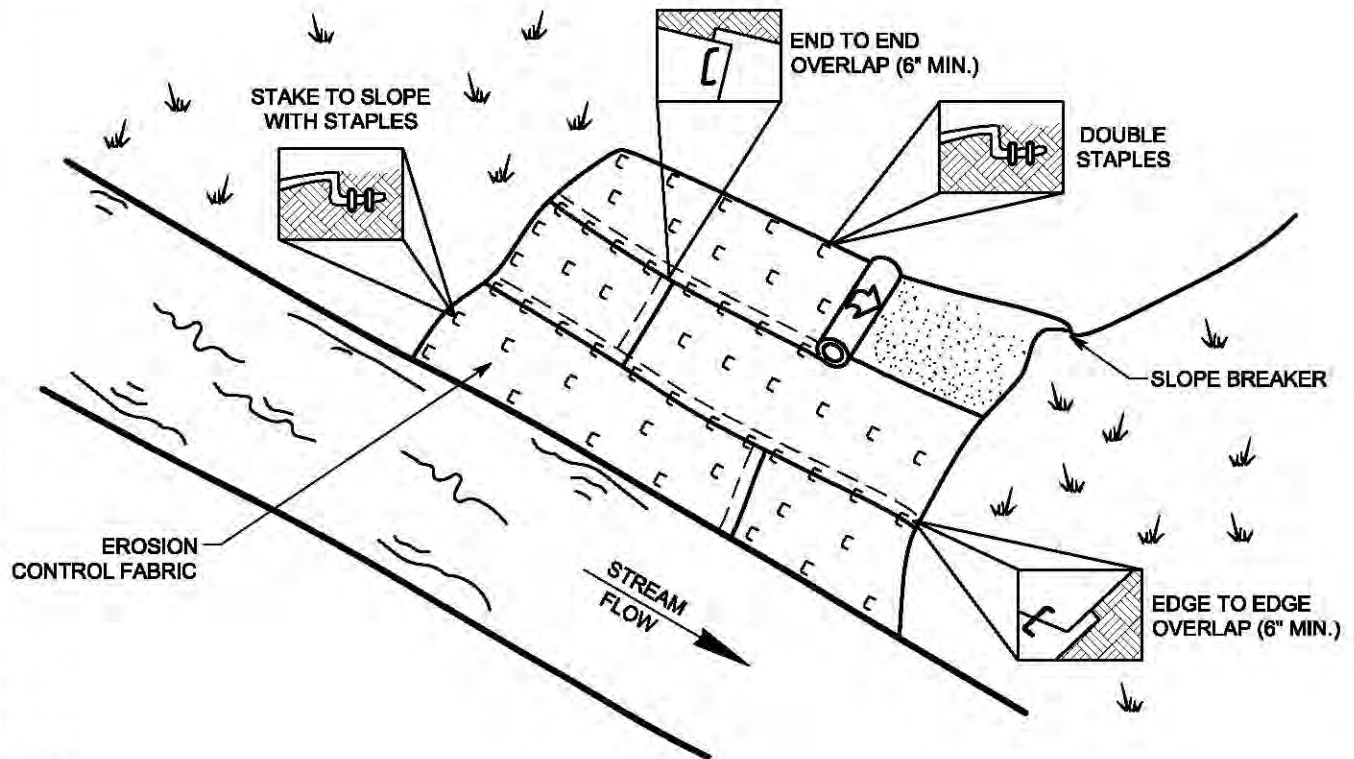 END TO END
OVERLAP (6" MIN.)
STAKE TO SLOPE
WITH STAPLES
DOUBLE
STAPLES
SLOPE BREAKER
EROSION
CONTROL FABRIC
STREAM
FLOW
EDGE TO EDGE
OVERLAP (6" MIN.)